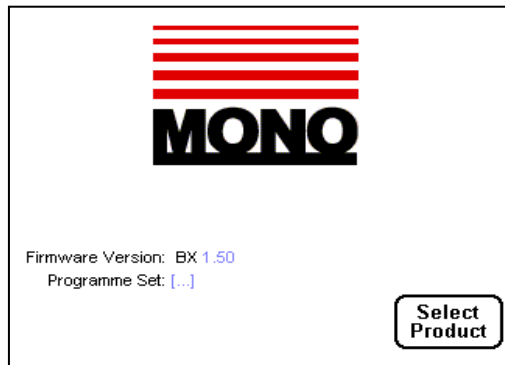 MONO
Firmware Version: BX 1.50
Programme Set: [...]
Select
Product